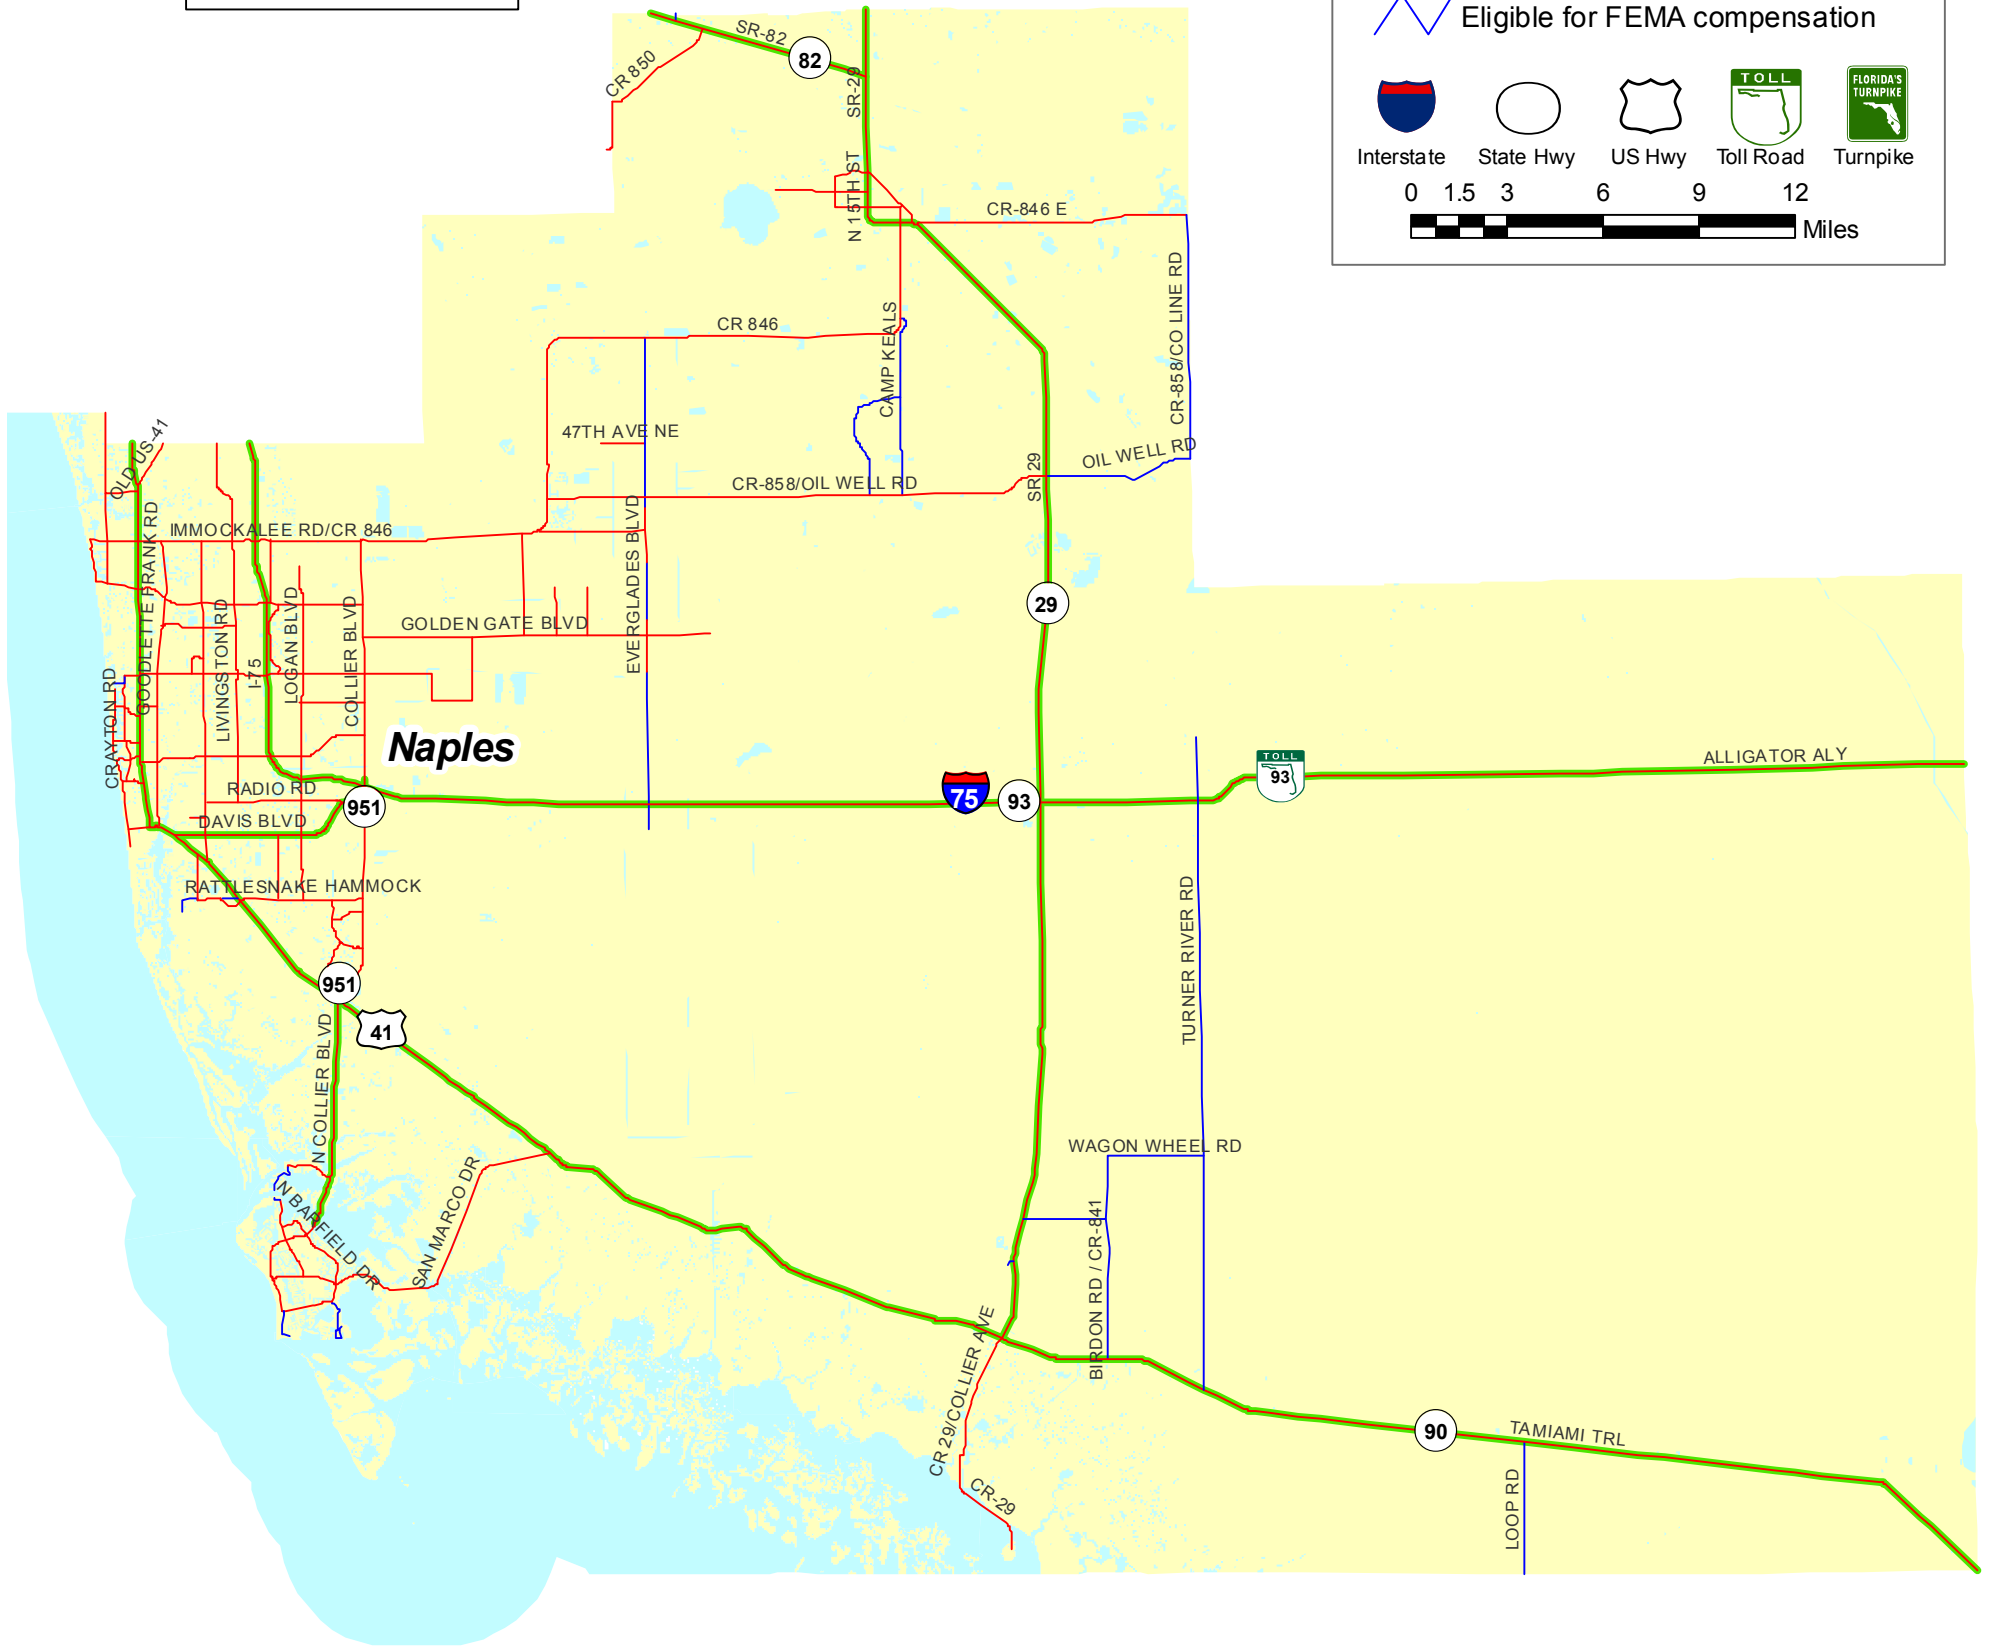 Eligible for FEMA compensation
TOLL
FLORIDA'S
TURNPIKE
Interstate State Hwy US Hwy Toll Road Turnpike
0 1.5 3 6 9 12
Miles
SR-82
82
CR 850
SR-29
N 15TH ST
CR-846 E
CR-858/CO LINE RD
CR 846
CAMP KEALS
47TH AVE NE
OLD US-41
OIL WELL RD
SR 29
CR-858/OIL WELL RD
IMMOCKALEE RD/CR 846
GOODLETTE FRANK RD
EVERGLADES BLVD
29
LIVINGSTON RD
LOGAN BLVD
COLLIER BLVD
GOLDEN GATE BLVD
I-75
CRAYTON RD
Naples
ALLIGATOR ALY
TOLL
93
75
93
RADIO RD
951
DAVIS BLVD
RATTLESNAKE HAMMOCK
TURNER RIVER RD
951
41
N COLLIER BLVD
WAGON WHEEL RD
SAN MARCO DR
N BARFIELD DR
BIRDON RD / CR-841
CR 29/COLLIER AVE
90
TAMIAMI TRL
CR-29
LOOP RD